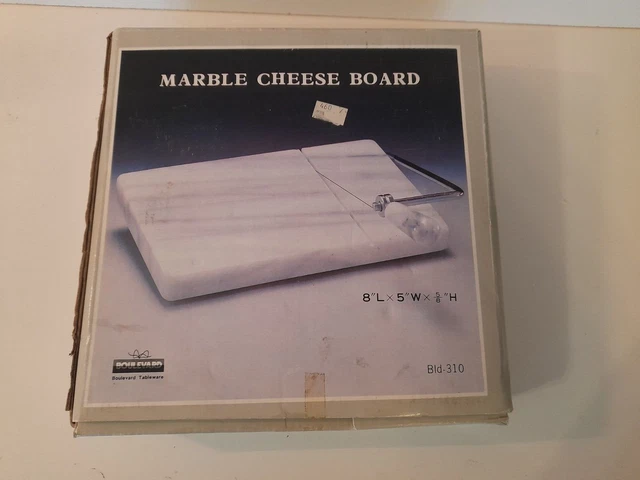 MARBLE CHEESE BOARD
8"L×5"W×⅝"H
BOULEVARD
Boulevard Tableware
Bld-310